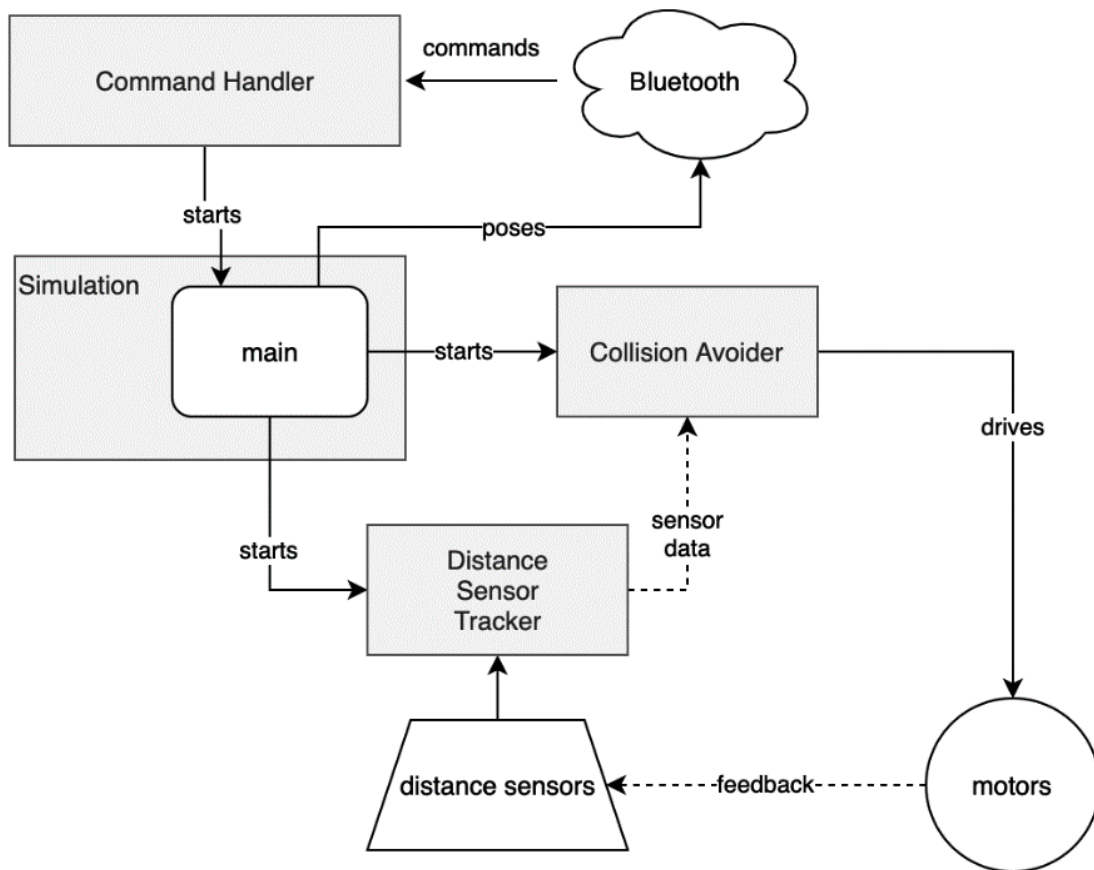 commands
Command Handler
Bluetooth
starts
poses
Simulation
main
starts
Collision Avoider
drives
starts
Distance
Sensor
Tracker
sensor
data
distance sensors
feedback
motors